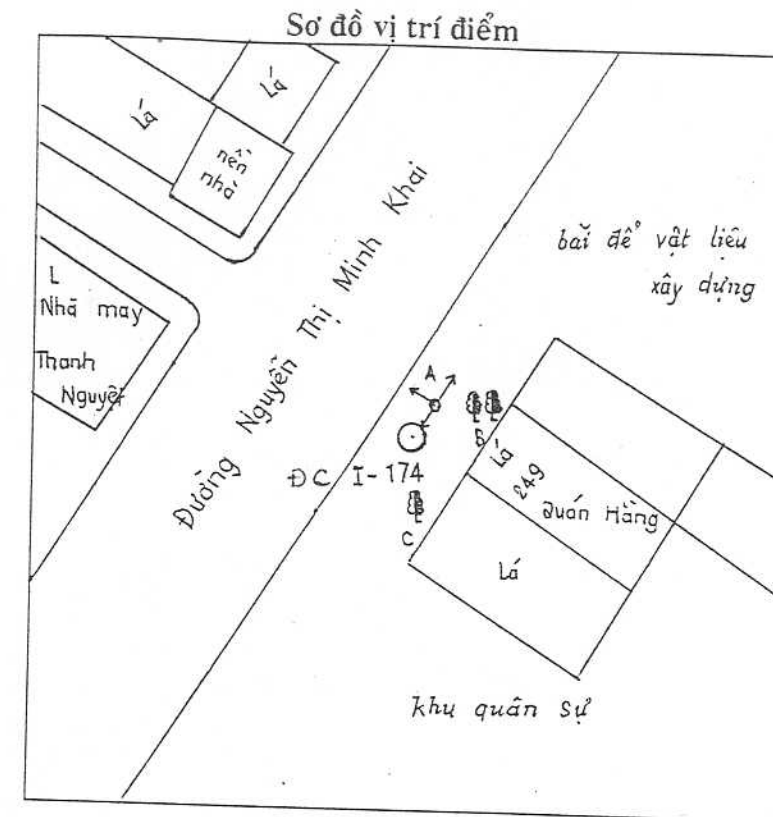 Sơ đồ vị trí điểm
Lá
Lá
nền
nhà
L
Nhā may
Thanh
Nguyệt
Đường Nguyễn Thị Minh Khai
bãi để vật liệu
xây dựng
A
B
ĐC I-174
C
Lá
249
Quán Hằng
Lá
khu quân sự